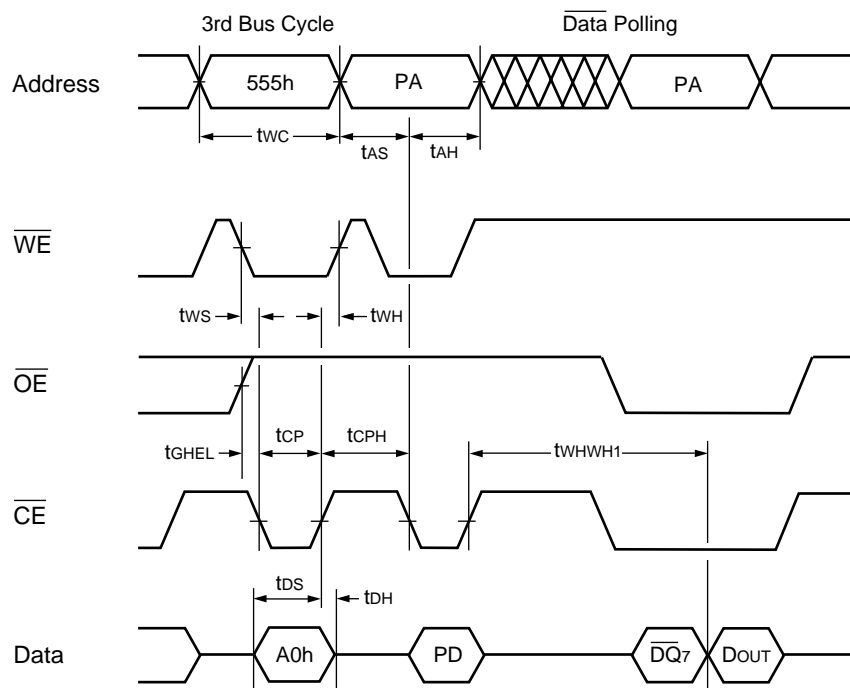 3rd Bus Cycle Data Polling
Address 555h PA PA
tWC tAS tAH
WE
tWS tWH
OE
tGHEL tCP tCPH tWHWH1
CE
tDS tDH
Data A0h PD DQ7 DOUT